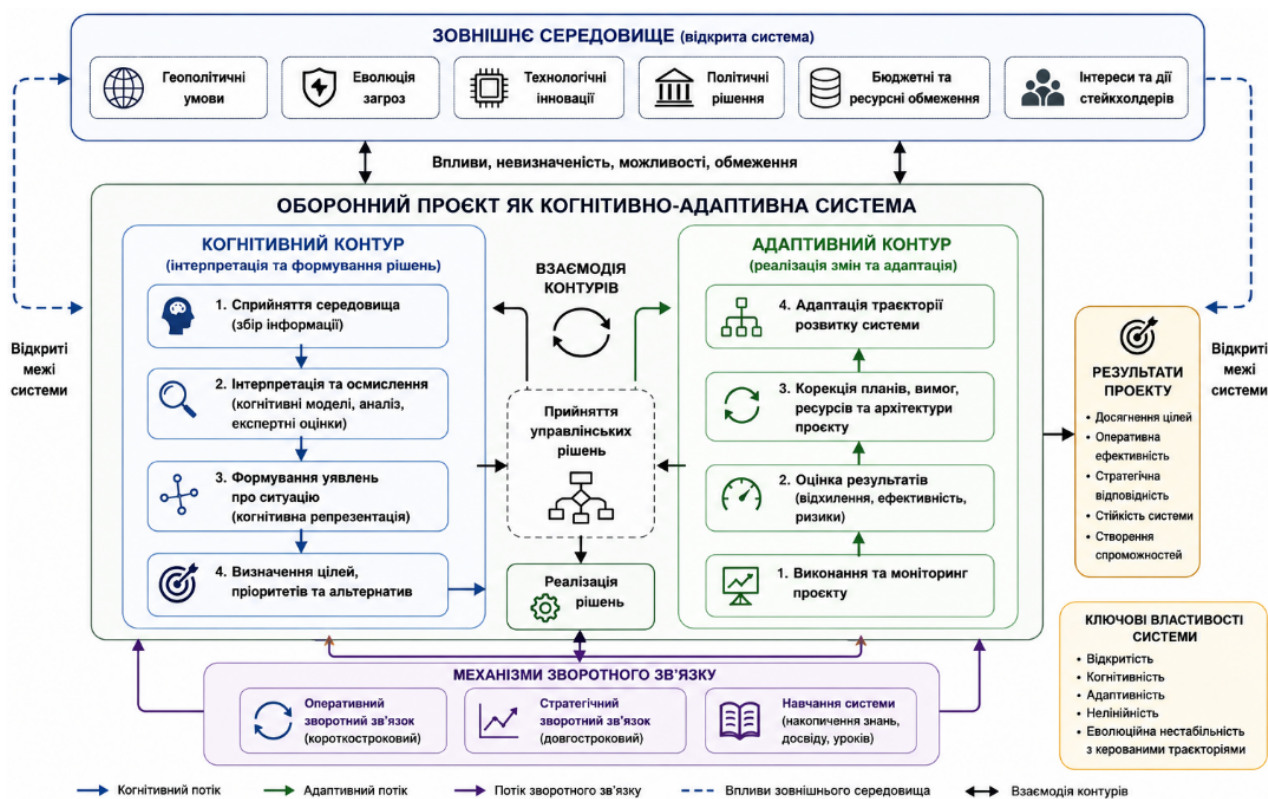 ЗОВНІШНЄ СЕРЕДОВИЩЕ (відкрита система)
Геополітичні
умови
Еволюція
загроз
Технологічні
інновації
Політичні
рішення
Бюджетні та
ресурсні обмеження
Інтереси та дії
стейкхолдерів
Впливи, невизначеність, можливості, обмеження
Відкриті
межі
системи
ОБОРОННИЙ ПРОЄКТ ЯК КОГНІТИВНО-АДАПТИВНА СИСТЕМА
КОГНІТИВНИЙ КОНТУР
(інтерпретація та формування рішень)
1. Сприйняття середовища
(збір інформації)
2. Інтерпретація та осмислення
(когнітивні моделі, аналіз,
експертні оцінки)
3. Формування уявлень
про ситуацію
(когнітивна репрезентація)
4. Визначення цілей,
пріоритетів та альтернатив
ВЗАЄМОДІЯ
КОНТУРІВ
Прийняття
управлінських
рішень
Реалізація
рішень
АДАПТИВНИЙ КОНТУР
(реалізація змін та адаптація)
4. Адаптація траєкторії
розвитку системи
3. Корекція планів, вимог,
ресурсів та архітектури
проєкту
2. Оцінка результатів
(відхилення, ефективність,
ризики)
1. Виконання та моніторинг
проєкту
Відкриті
межі
системи
РЕЗУЛЬТАТИ
ПРОЕКТУ
• Досягнення цілей
• Оперативна
ефективність
• Стратегічна
відповідність
• Стійкість системи
• Створення
спроможностей
МЕХАНІЗМИ ЗВОРОТНОГО ЗВ'ЯЗКУ
Оперативний
зворотний зв'язок
(короткостроковий)
Стратегічний
зворотний зв'язок
(довгостроковий)
Навчання системи
(накопичення знань,
досвіду, уроків)
КЛЮЧОВІ ВЛАСТИВОСТІ
СИСТЕМИ
• Відкритість
• Когнітивність
• Адаптивність
• Нелінійність
• Еволюційна нестабільність
з керованими траєкторіями
Когнітивний потік
Адаптивний потік
Потік зворотного зв'язку
Впливи зовнішнього середовища
Взаємодія контурів